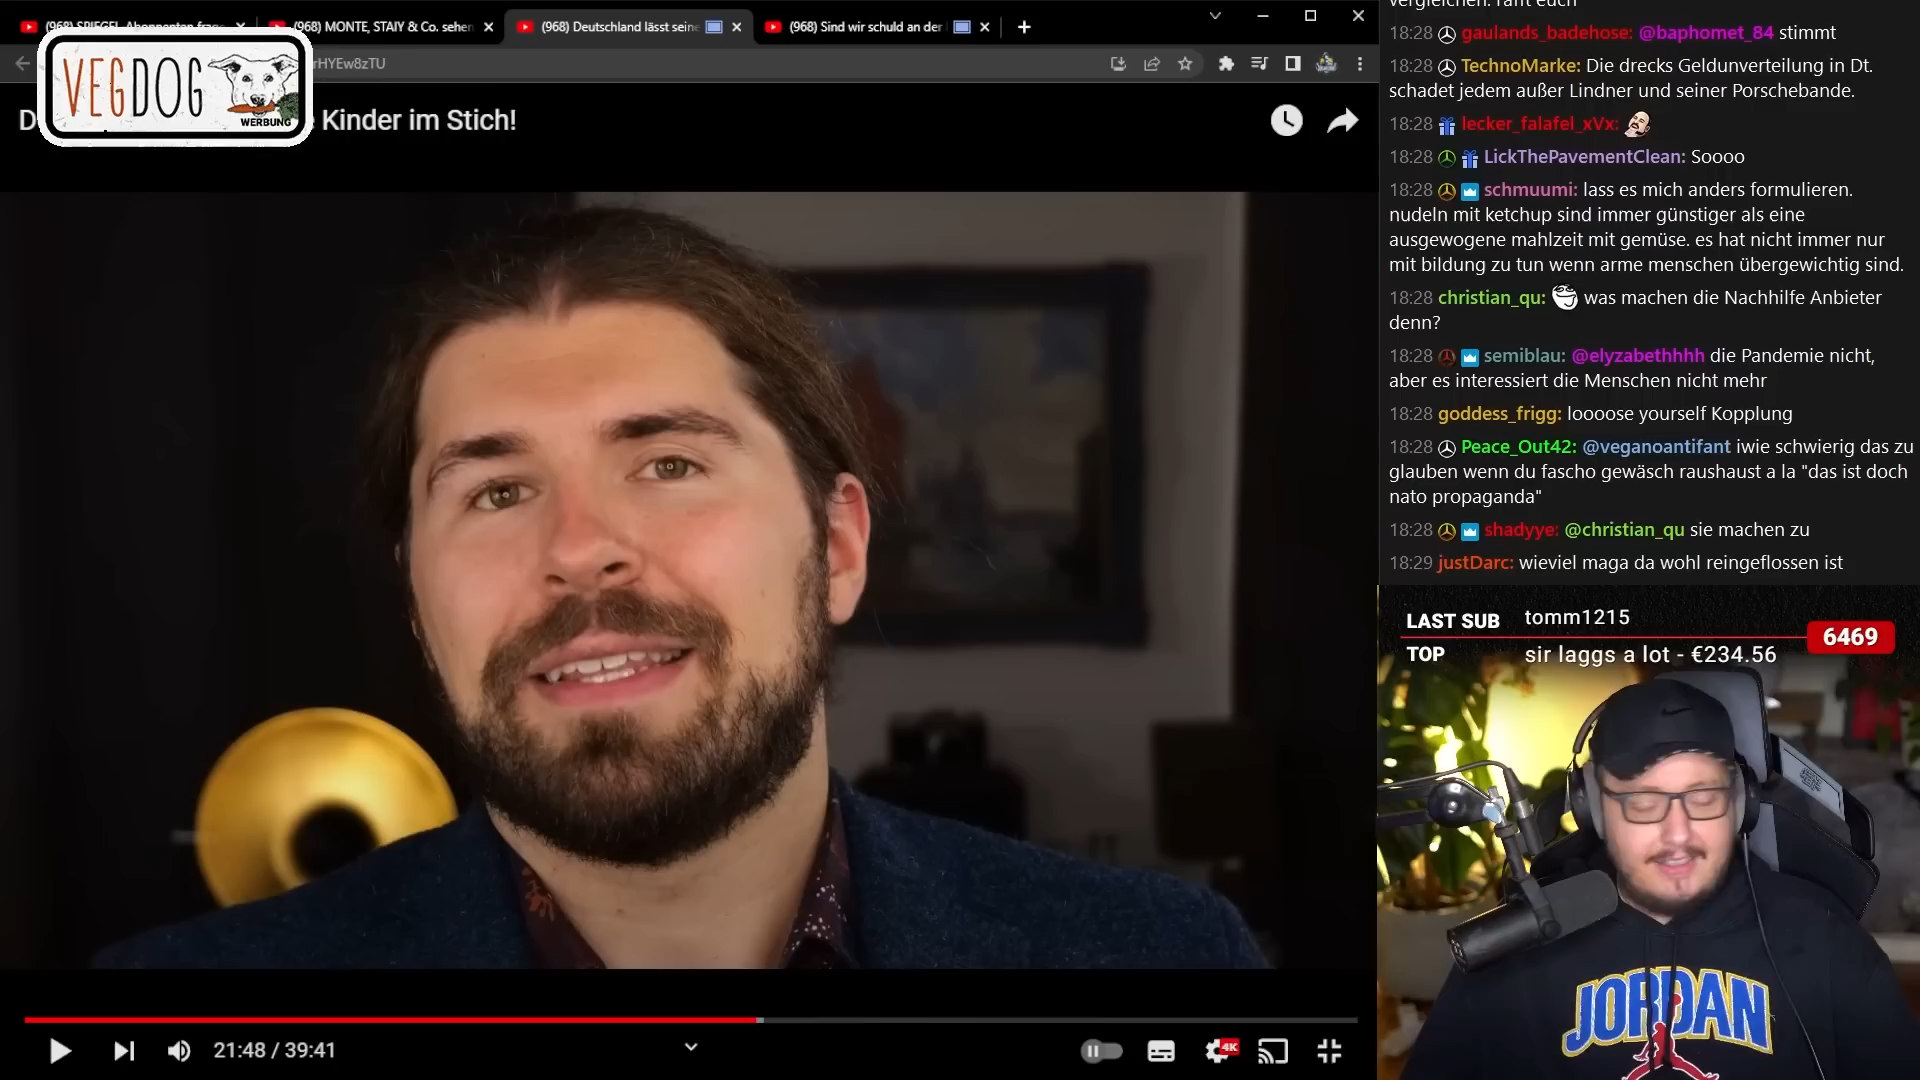 (968) SPIEGEL-Abonnenten frage
(968) MONTE, STAIY & Co. sehen
(968) Deutschland lässt seine
(968) Sind wir schuld an der
rHYEw8zTU
VEGDOG
WERBUNG
D
Kinder im Stich!
21:48 / 39:41
4K
vergleichen. rafft euch
18:28 gaulands_badehose: @baphomet_84 stimmt
18:28 TechnoMarke: Die drecks Geldunverteilung in Dt.
schadet jedem außer Lindner und seiner Porschebande.
18:28 lecker_falafel_xVx:
18:28 LickThePavementClean: Soooo
18:28 schmuumi: lass es mich anders formulieren.
nudeln mit ketchup sind immer günstiger als eine
ausgewogene mahlzeit mit gemüse. es hat nicht immer nur
mit bildung zu tun wenn arme menschen übergewichtig sind.
18:28 christian_qu: was machen die Nachhilfe Anbieter
denn?
18:28 semiblau: @elyzabethhhh die Pandemie nicht,
aber es interessiert die Menschen nicht mehr
18:28 goddess_frigg: loooose yourself Kopplung
18:28 Peace_Out42: @veganoantifant iwie schwierig das zu
glauben wenn du fascho gewäsch raushaust a la "das ist doch
nato propaganda"
18:28 shadyye: @christian_qu sie machen zu
18:29 justDarc: wieviel maga da wohl reingeflossen ist
LAST SUB tomm1215
6469
TOP sir laggs a lot - €234.56
JORDAN